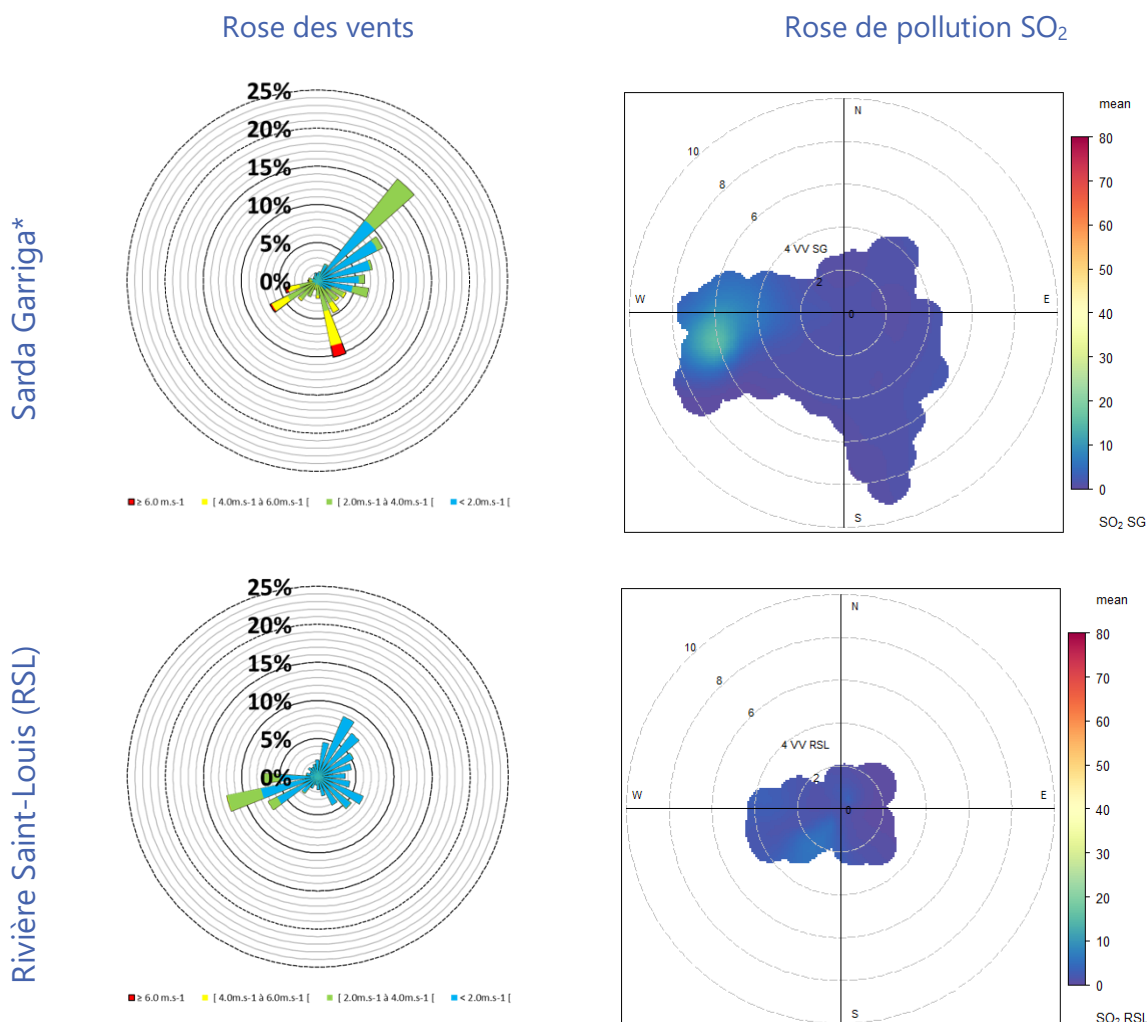 Rose des vents
Rose de pollution SO₂
Sarda Garriga*
25%
20%
15%
10%
5%
0%
≥ 6.0 m.s-1 [ 4.0m.s-1 à 6.0m.s-1 [ [ 2.0m.s-1 à 4.0m.s-1 [ < 2.0m.s-1 [
N
10
8
6
4 VV SG
2
0
W
E
S
mean
80
70
60
50
40
30
20
10
0
SO₂ SG
Rivière Saint-Louis (RSL)
25%
20%
15%
10%
5%
0%
≥ 6.0 m.s-1 [ 4.0m.s-1 à 6.0m.s-1 [ [ 2.0m.s-1 à 4.0m.s-1 [ < 2.0m.s-1 [
N
10
8
6
4 VV RSL
2
0
W
E
S
mean
80
70
60
50
40
30
20
10
0
SO₂ RSL